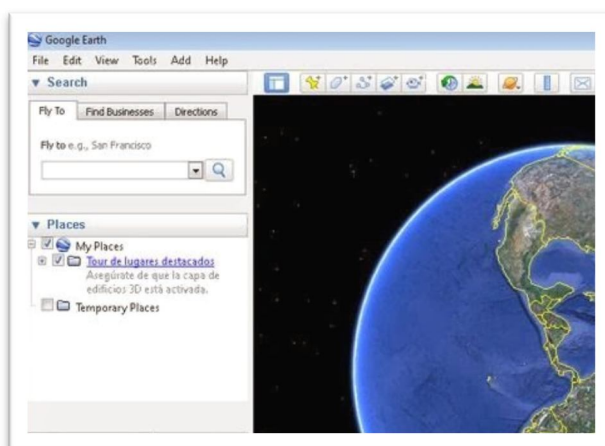 Google Earth
File Edit View Tools Add Help
Search
Fly To Find Businesses Directions
Fly to e.g., San Francisco
Places
My Places
Tour de lugares destacados
Asegúrate de que la capa de
edificios 3D está activada.
Temporary Places